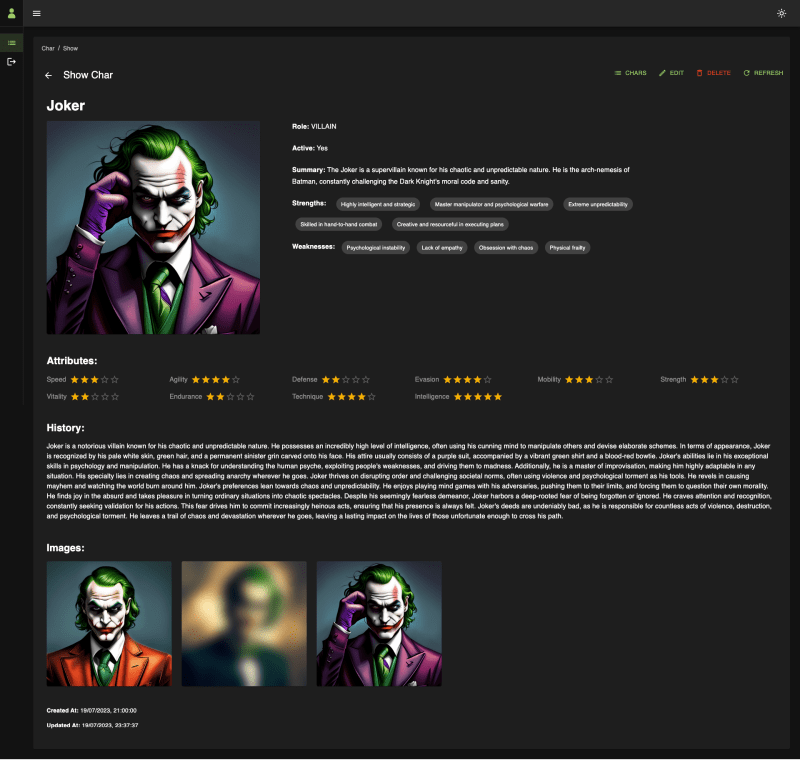 Char / Show
Show Char
CHARS EDIT DELETE REFRESH
Joker
Role: VILLAIN
Active: Yes
Summary: The Joker is a supervillain known for his chaotic and unpredictable nature. He is the arch-nemesis of
Batman, constantly challenging the Dark Knight's moral code and sanity.
Strengths: Highly intelligent and strategic Master manipulator and psychological warfare Extreme unpredictability
Skilled in hand-to-hand combat Creative and resourceful in executing plans
Weaknesses: Psychological instability Lack of empathy Obsession with chaos Physical frailty
Attributes:
Speed Agility Defense Evasion Mobility Strength
Vitality Endurance Technique Intelligence
History:
Joker is a notorious villain known for his chaotic and unpredictable nature. He possesses an incredibly high level of intelligence, often using his cunning mind to manipulate others and devise elaborate schemes. In terms of appearance, Joker
is recognized by his pale white skin, green hair, and a permanent sinister grin carved onto his face. His attire usually consists of a purple suit, accompanied by a vibrant green shirt and a blood-red bowtie. Joker's abilities lie in his exceptional
skills in psychology and manipulation. He has a knack for understanding the human psyche, exploiting people's weaknesses, and driving them to madness. Additionally, he is a master of improvisation, making him highly adaptable in any
situation. His specialty lies in creating chaos and spreading anarchy wherever he goes. Joker thrives on disrupting order and challenging societal norms, often using violence and psychological torment as his tools. He revels in causing
mayhem and watching the world burn around him. Joker's preferences lean towards chaos and unpredictability. He enjoys playing mind games with his adversaries, pushing them to their limits, and forcing them to question their own morality.
He finds joy in the absurd and takes pleasure in turning ordinary situations into chaotic spectacles. Despite his seemingly fearless demeanor, Joker harbors a deep-rooted fear of being forgotten or ignored. He craves attention and recognition,
constantly seeking validation for his actions. This fear drives him to commit increasingly heinous acts, ensuring that his presence is always felt. Joker's deeds are undeniably bad, as he is responsible for countless acts of violence, destruction,
and psychological torment. He leaves a trail of chaos and devastation wherever he goes, leaving a lasting impact on the lives of those unfortunate enough to cross his path.
Images:
Created At: 19/07/2023, 21:00:00
Updated At: 19/07/2023, 23:37:37